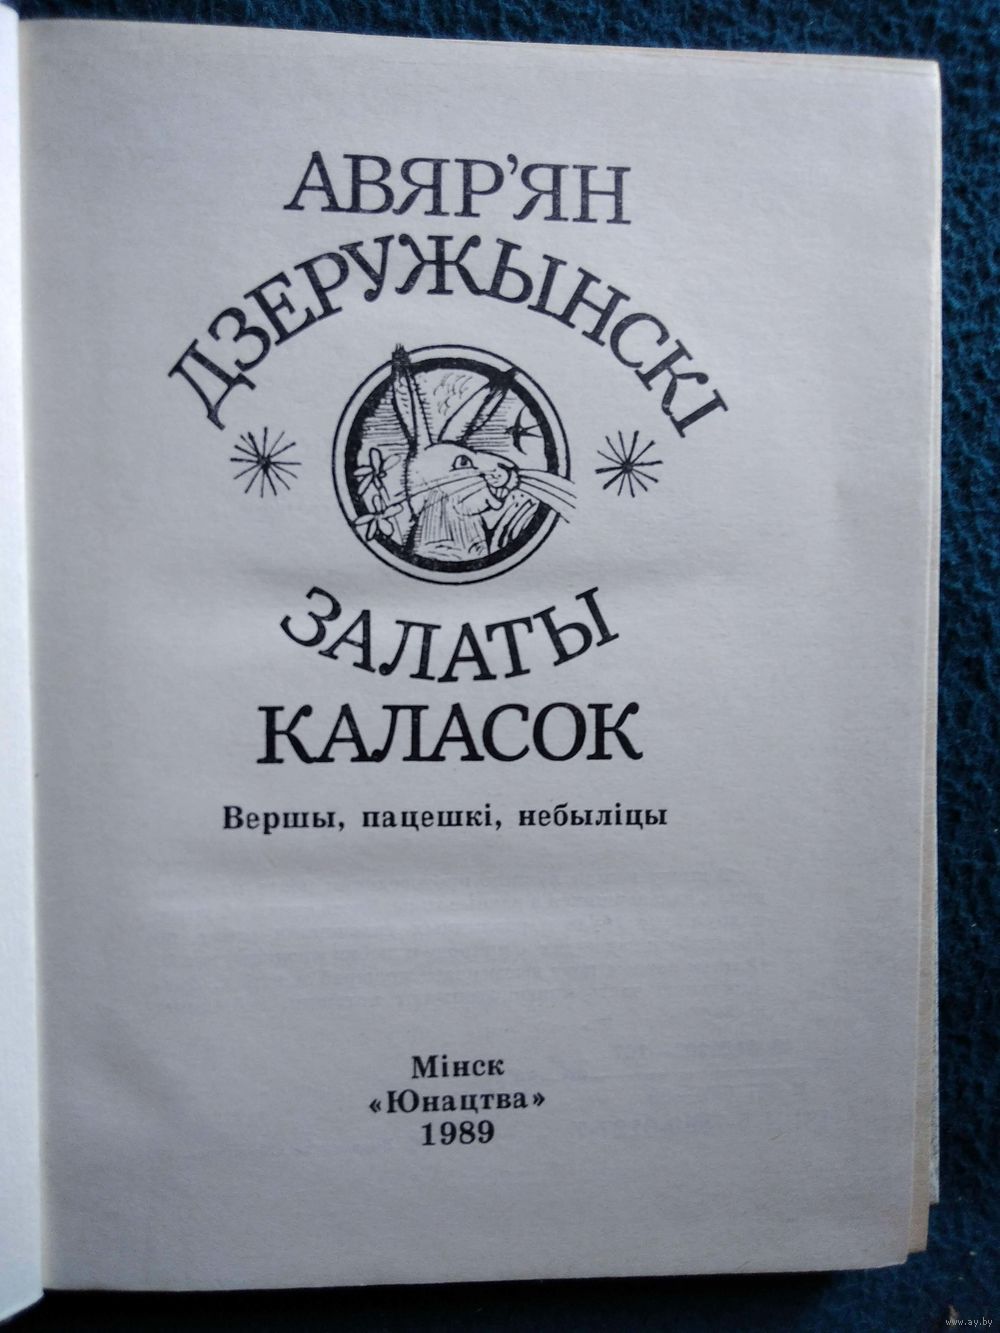 АВЯР’ЯН
ДЗЕРУЖЫНСКІ
ЗАЛАТЫ
КАЛАСОК
Вершы, пацешкі, небыліцы
Мінск
«Юнацтва»
1989
www.ay.by